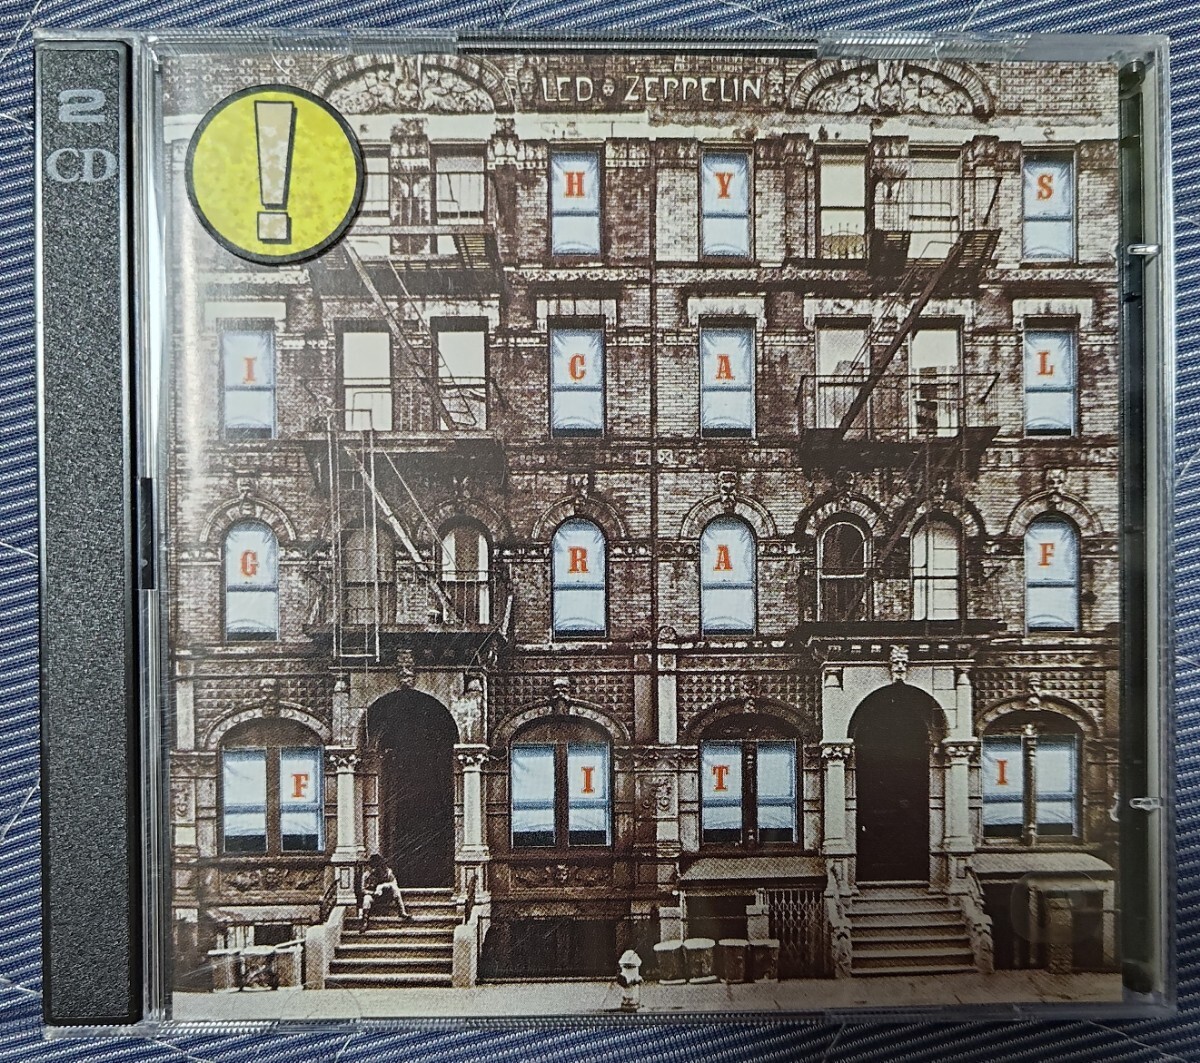 2
CD
LED ZEPPELIN
!
H Y S
I C A L
G R A F
F I T I